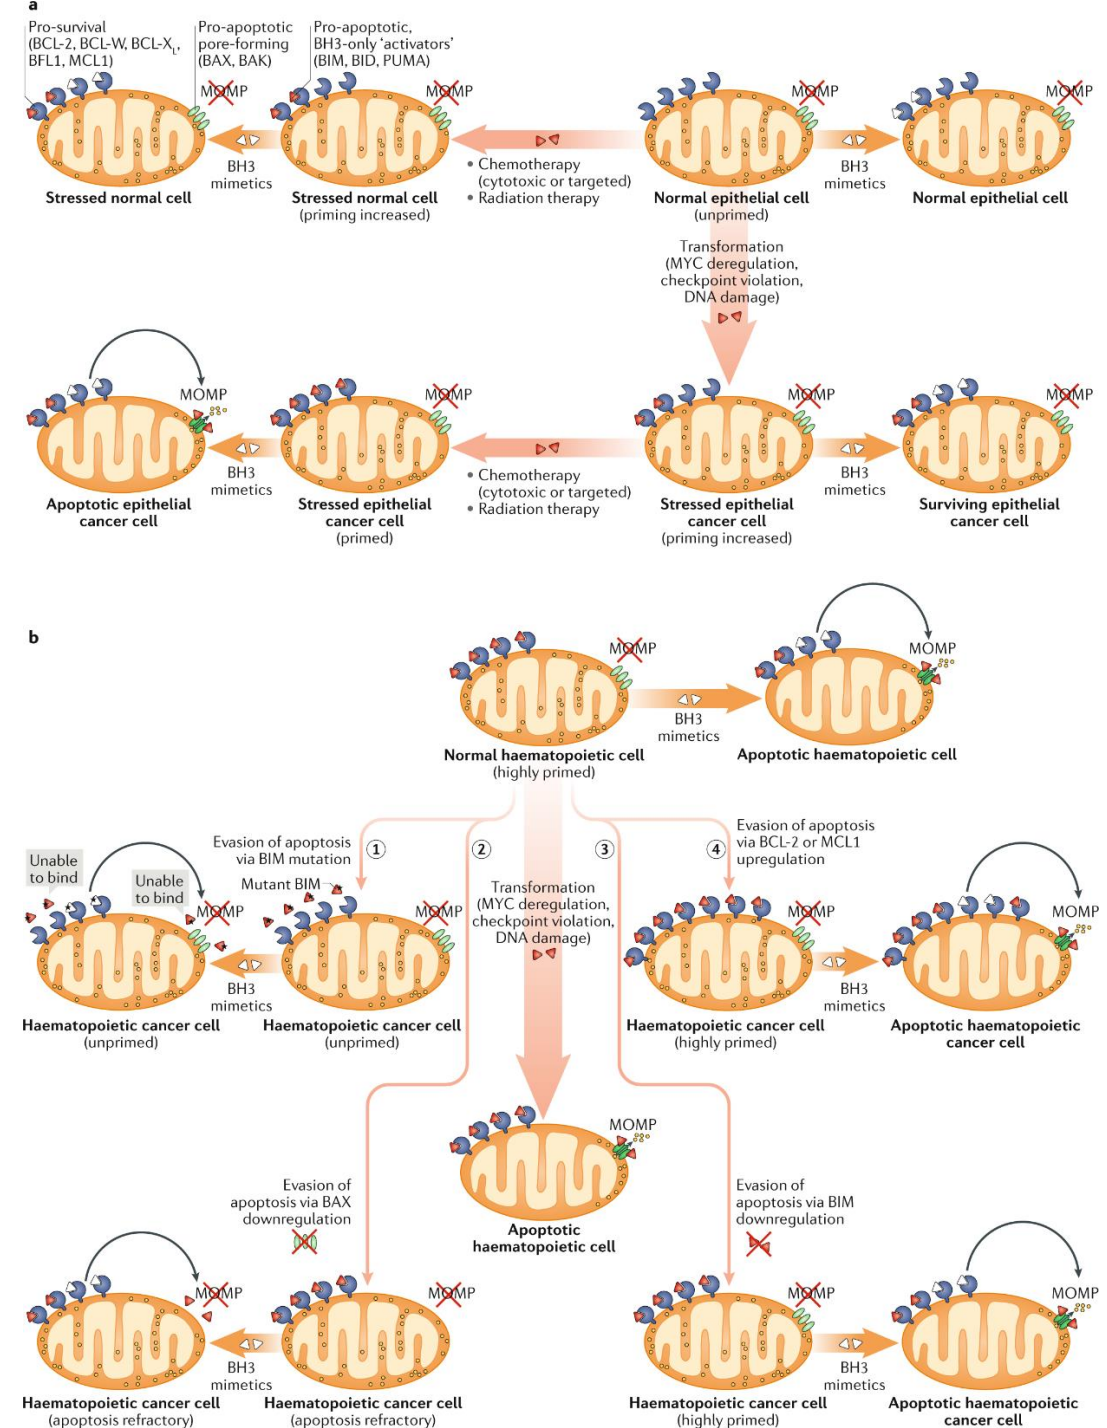 a
Pro-survival
(BCL-2, BCL-W, BCL-XL,
BFL1, MCL1)
Pro-apoptotic
pore-forming
(BAX, BAK)
Pro-apoptotic,
BH3-only ‘activators’
(BIM, BID, PUMA)
MOMP
MOMP
MOMP
MOMP
BH3
mimetics
• Chemotherapy
(cytotoxic or targeted)
• Radiation therapy
BH3
mimetics
Stressed normal cell
Stressed normal cell
(priming increased)
Normal epithelial cell
(unprimed)
Normal epithelial cell
Transformation
(MYC deregulation,
checkpoint violation,
DNA damage)
MOMP
MOMP
MOMP
MOMP
BH3
mimetics
• Chemotherapy
(cytotoxic or targeted)
• Radiation therapy
BH3
mimetics
Apoptotic epithelial
cancer cell
Stressed epithelial
cancer cell
(primed)
Stressed epithelial
cancer cell
(priming increased)
Surviving epithelial
cancer cell
b
MOMP
MOMP
BH3
mimetics
Normal haematopoietic cell
(highly primed)
Apoptotic haematopoietic cell
Evasion of apoptosis
via BIM mutation
1
2
3
4
Evasion of apoptosis
via BCL-2 or MCL1
upregulation
Unable
to bind
Unable
to bind
Mutant BIM
Transformation
(MYC deregulation,
checkpoint violation,
DNA damage)
MOMP
MOMP
MOMP
MOMP
BH3
mimetics
BH3
mimetics
Haematopoietic cancer cell
(unprimed)
Haematopoietic cancer cell
(unprimed)
Haematopoietic cancer cell
(highly primed)
Apoptotic haematopoietic
cancer cell
MOMP
Apoptotic
haematopoietic cell
Evasion of
apoptosis via BAX
downregulation
Evasion of
apoptosis via BIM
downregulation
MOMP
MOMP
MOMP
MOMP
BH3
mimetics
BH3
mimetics
Haematopoietic cancer cell
(apoptosis refractory)
Haematopoietic cancer cell
(apoptosis refractory)
Haematopoietic cancer cell
(highly primed)
Apoptotic haematopoietic
cancer cell